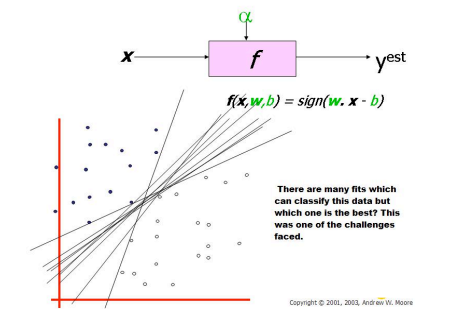 α
x f y^est
f(x,w,b) = sign(w. x - b)
There are many fits which
can classify this data but
which one is the best? This
was one of the challenges
faced.
Copyright © 2001, 2003, Andrew W. Moore